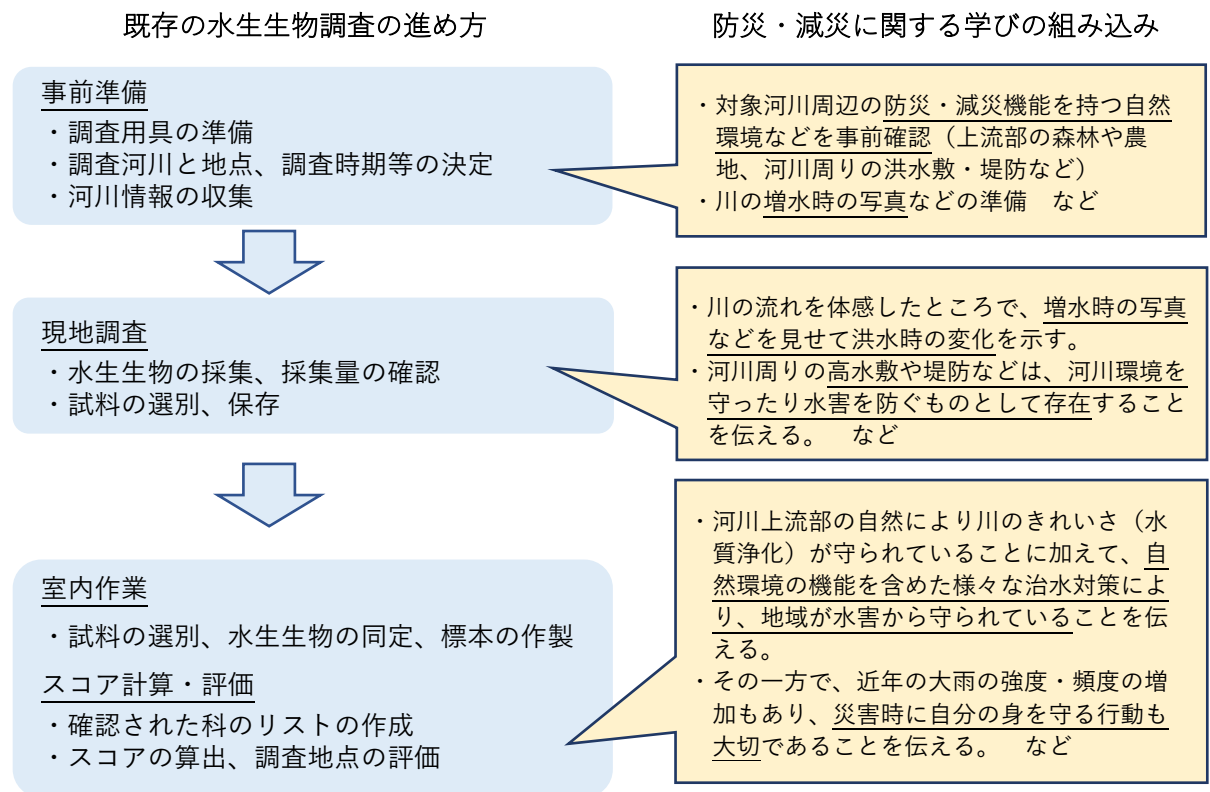 既存の水生生物調査の進め方
防災・減災に関する学びの組み込み
事前準備
・調査用具の準備
・調査河川と地点、調査時期等の決定
・河川情報の収集
・対象河川周辺の防災・減災機能を持つ自然
環境などを事前確認（上流部の森林や農
地、河川周りの洪水敷・堤防など）
・川の増水時の写真などの準備　など
現地調査
・水生生物の採集、採集量の確認
・試料の選別、保存
・川の流れを体感したところで、増水時の写真
などを見せて洪水時の変化を示す。
・河川周りの高水敷や堤防などは、河川環境を
守ったり水害を防ぐものとして存在すること
を伝える。　など
室内作業
・試料の選別、水生生物の同定、標本の作製
スコア計算・評価
・確認された科のリストの作成
・スコアの算出、調査地点の評価
・河川上流部の自然により川のきれいさ（水
質浄化）が守られていることに加えて、自
然環境の機能を含めた様々な治水対策によ
り、地域が水害から守られていることを伝
える。
・その一方で、近年の大雨の強度・頻度の増
加もあり、災害時に自分の身を守る行動も
大切であることを伝える。　など